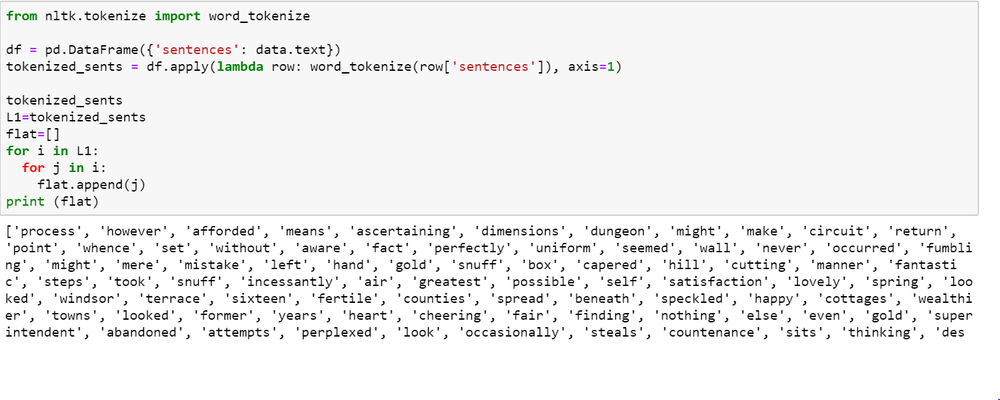 from nltk.tokenize import word_tokenize
df = pd.DataFrame({'sentences': data.text})
tokenized_sents = df.apply(lambda row: word_tokenize(row['sentences']), axis=1)
tokenized_sents
L1=tokenized_sents
flat=[]
for i in L1:
  for j in i:
    flat.append(j)
print (flat)
['process', 'however', 'afforded', 'means', 'ascertaining', 'dimensions', 'dungeon', 'might', 'make', 'circuit', 'return',
'point', 'whence', 'set', 'without', 'aware', 'fact', 'perfectly', 'uniform', 'seemed', 'wall', 'never', 'occurred', 'fumbli
ng', 'might', 'mere', 'mistake', 'left', 'hand', 'gold', 'snuff', 'box', 'capered', 'hill', 'cutting', 'manner', 'fantasti
c', 'steps', 'took', 'snuff', 'incessantly', 'air', 'greatest', 'possible', 'self', 'satisfaction', 'lovely', 'spring', 'loo
ked', 'windsor', 'terrace', 'sixteen', 'fertile', 'counties', 'spread', 'beneath', 'speckled', 'happy', 'cottages', 'wealthi
er', 'towns', 'looked', 'former', 'years', 'heart', 'cheering', 'fair', 'finding', 'nothing', 'else', 'even', 'gold', 'super
intendent', 'abandoned', 'attempts', 'perplexed', 'look', 'occasionally', 'steals', 'countenance', 'sits', 'thinking', 'des